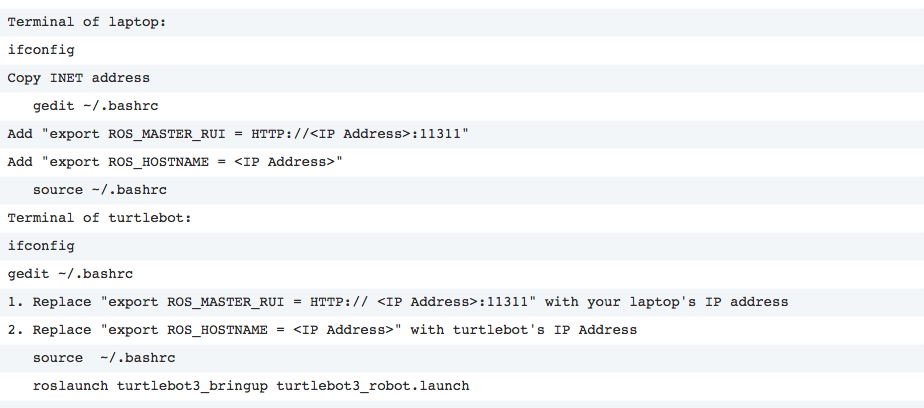 Terminal of laptop:
ifconfig
Copy INET address
gedit ~/.bashrc
Add "export ROS_MASTER_RUI = HTTP://<IP Address>:11311"
Add "export ROS_HOSTNAME = <IP Address>"
source ~/.bashrc
Terminal of turtlebot:
ifconfig
gedit ~/.bashrc
1. Replace "export ROS_MASTER_RUI = HTTP:// <IP Address>:11311" with your laptop's IP address
2. Replace "export ROS_HOSTNAME = <IP Address>" with turtlebot's IP Address
source  ~/.bashrc
roslaunch turtlebot3_bringup turtlebot3_robot.launch